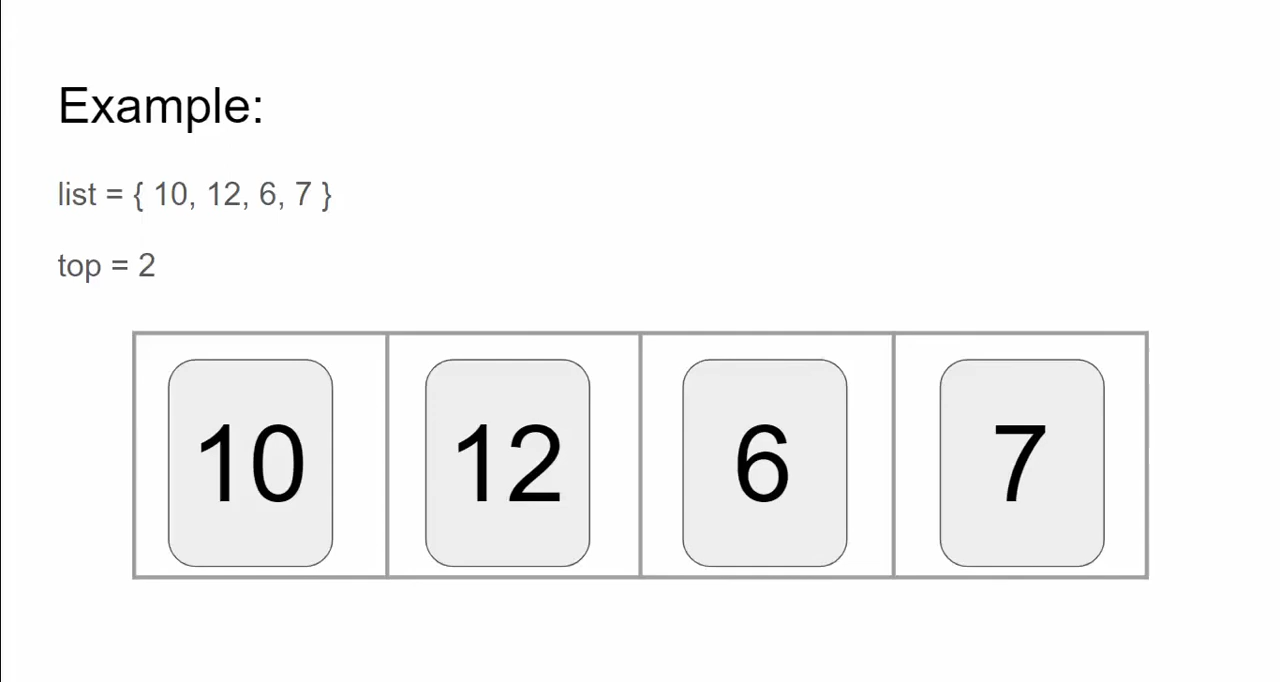 Example:
list = { 10, 12, 6, 7 }
top = 2
10 12 6 7